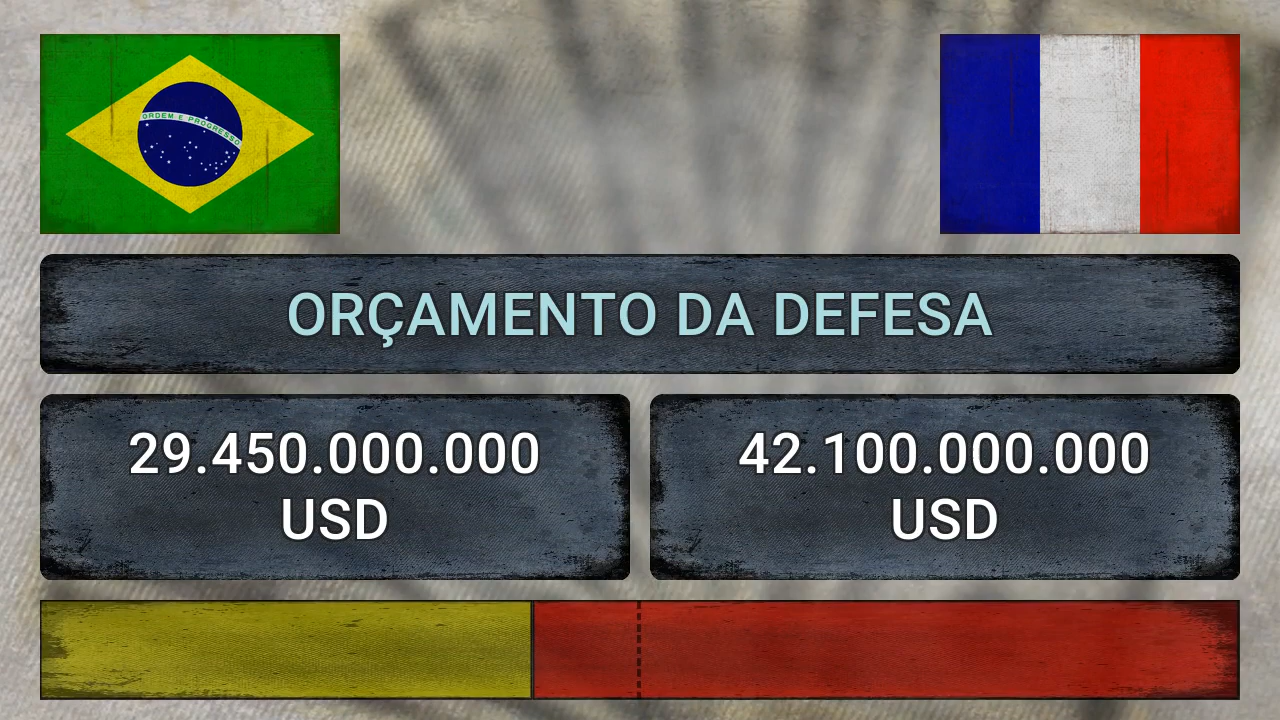 ORDEM E PROGRESSO
ORÇAMENTO DA DEFESA
29.450.000.000
USD
42.100.000.000
USD